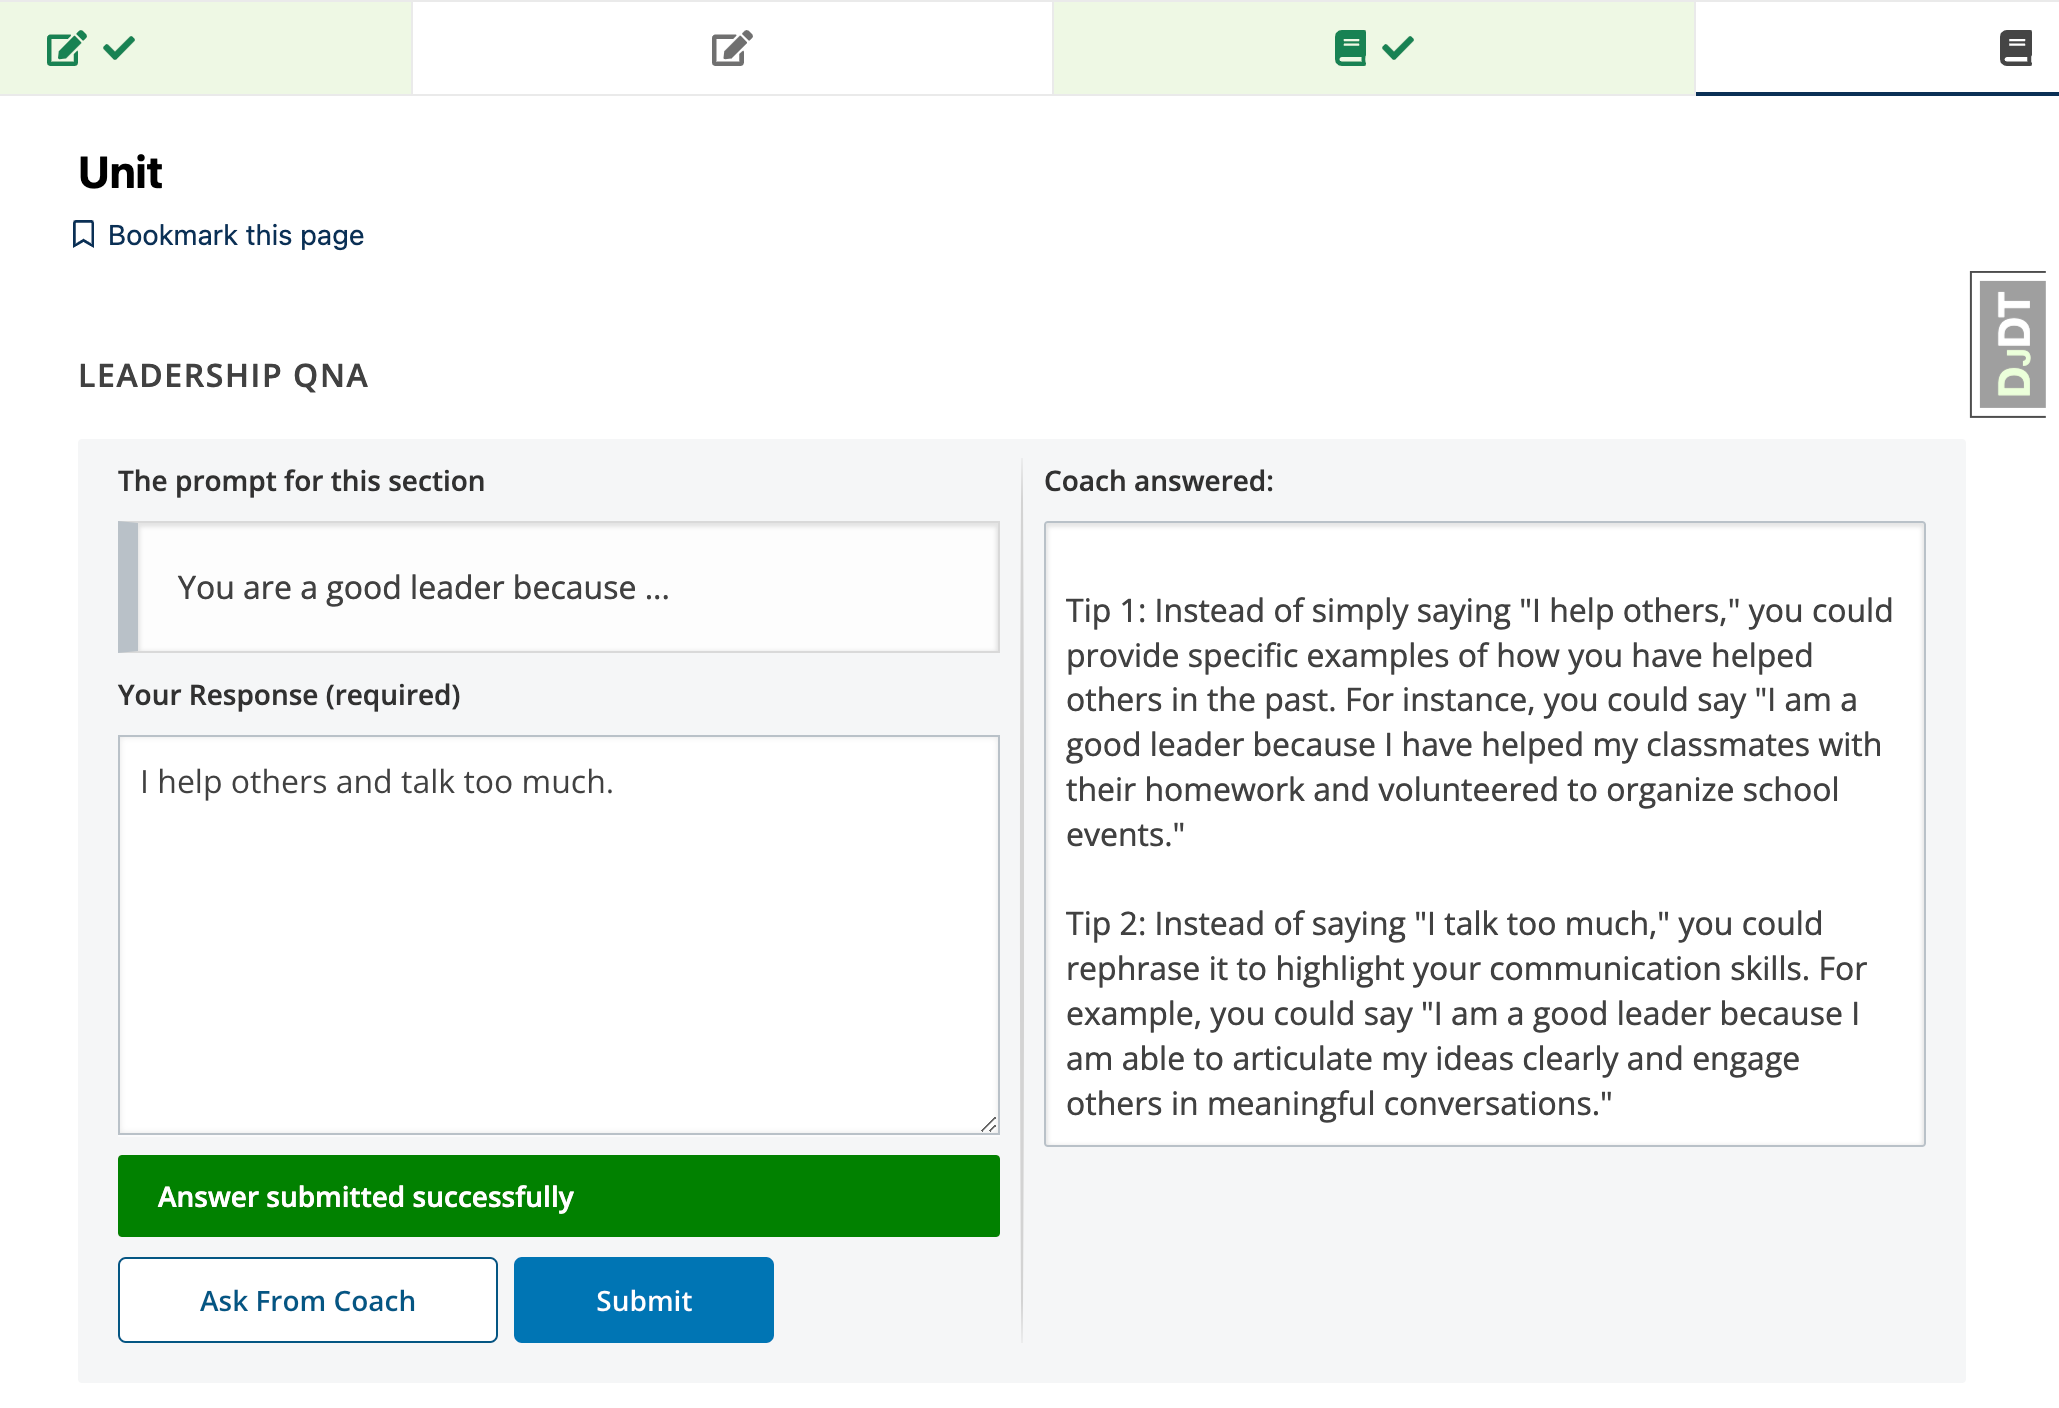 Unit
Bookmark this page
DJDT
LEADERSHIP QNA
The prompt for this section
You are a good leader because ...
Your Response (required)
I help others and talk too much.
Answer submitted successfully
Ask From Coach
Submit
Coach answered:
Tip 1: Instead of simply saying "I help others," you could
provide specific examples of how you have helped
others in the past. For instance, you could say "I am a
good leader because I have helped my classmates with
their homework and volunteered to organize school
events."
Tip 2: Instead of saying "I talk too much," you could
rephrase it to highlight your communication skills. For
example, you could say "I am a good leader because I
am able to articulate my ideas clearly and engage
others in meaningful conversations."